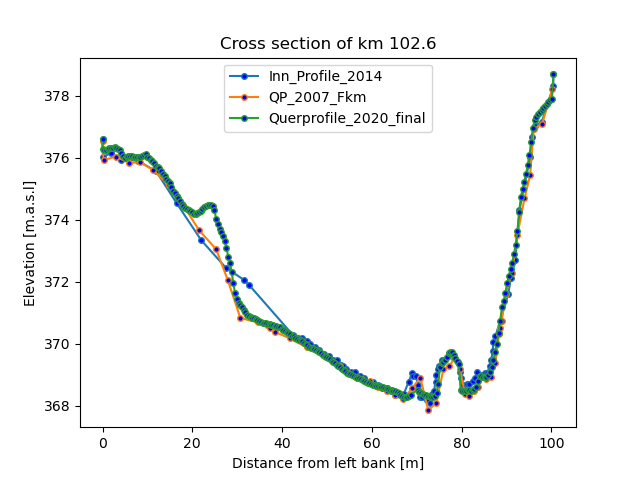 Cross section of km 102.6
Inn_Profile_2014
QP_2007_Fkm
Querprofile_2020_final
Elevation [m.a.s.l]
378
376
374
372
370
368
0 20 40 60 80 100
Distance from left bank [m]